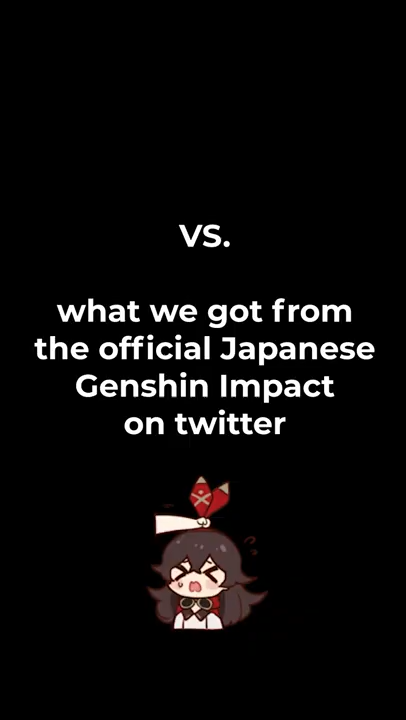 vs.
what we got from
the official Japanese
Genshin Impact
on twitter